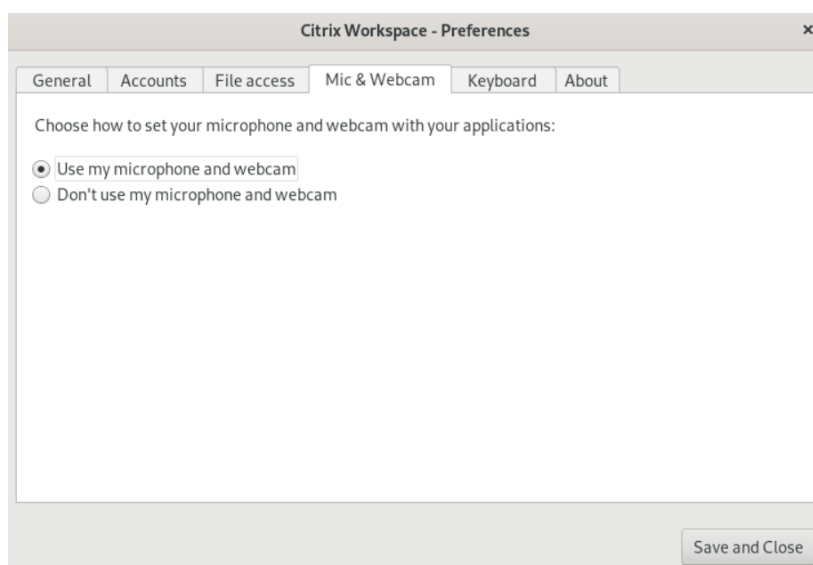 Citrix Workspace - Preferences ×
General Accounts File access Mic & Webcam Keyboard About
Choose how to set your microphone and webcam with your applications:
Use my microphone and webcam
Don't use my microphone and webcam
Save and Close